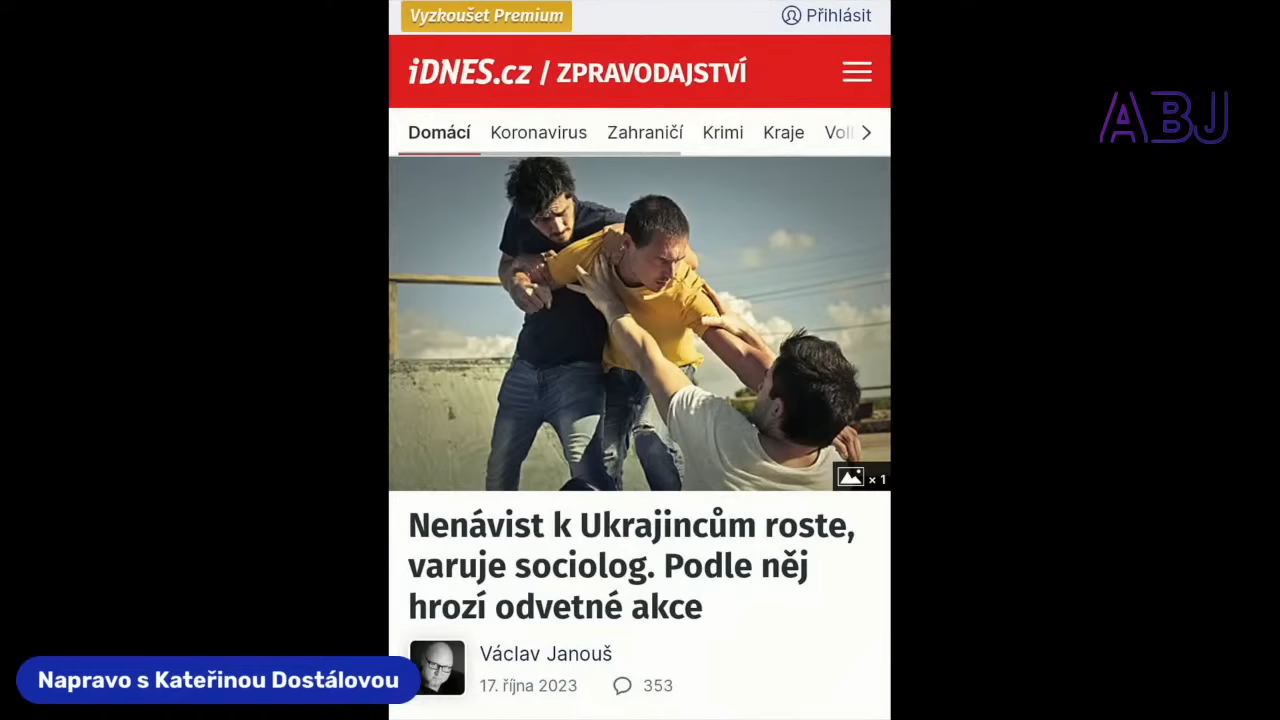 Vyzkoušet Premium
Přihlásit
iDNES.cz / ZPRAVODAJSTVÍ
ABJ
Domácí Koronavirus Zahraničí Krimi Kraje
× 1
Nenávist k Ukrajincům roste,
varuje sociolog. Podle něj
hrozí odvetné akce
Václav Janouš
17. října 2023 353
Napravo s Kateřinou Dostálovou